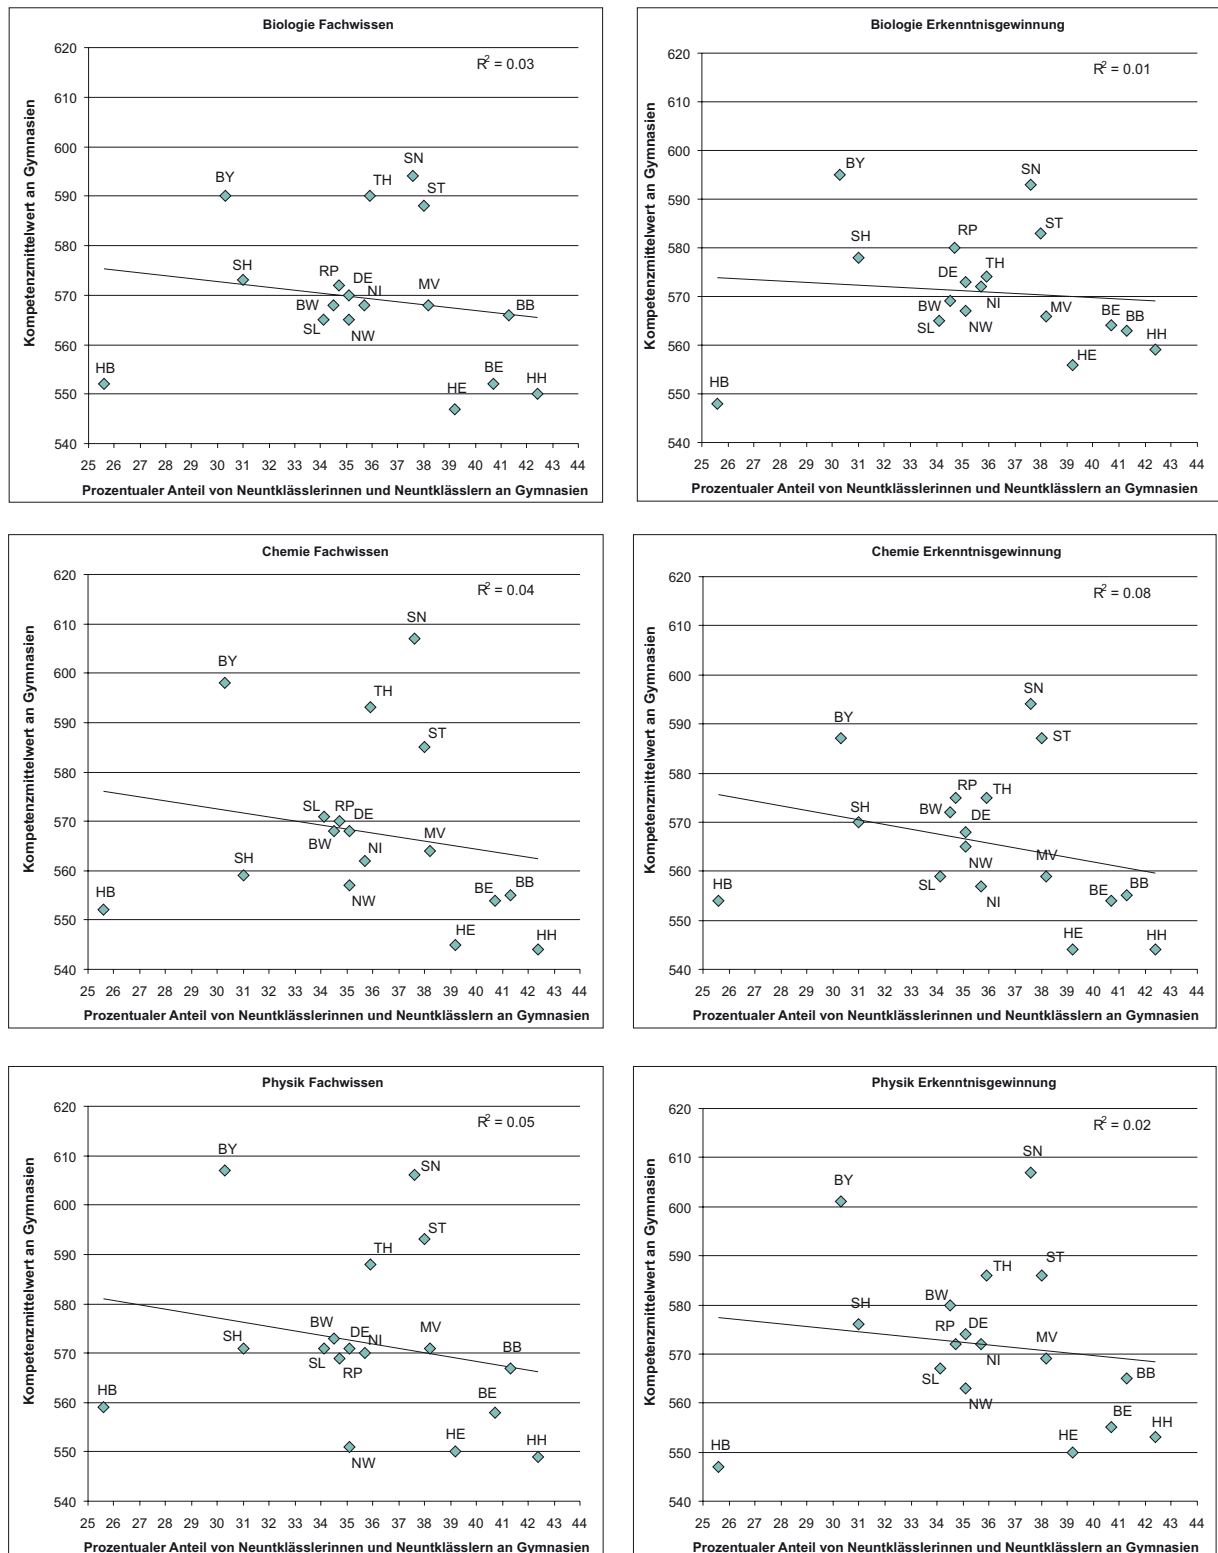 Biologie Fachwissen
R² = 0.03
Kompetenzmittelwert an Gymnasien
620
610
600
590
580
570
560
550
540
SN
BY
TH
ST
SH
RP
DE
MV
BW
NI
BB
SL
NW
HB
BE
HE
HH
25 26 27 28 29 30 31 32 33 34 35 36 37 38 39 40 41 42 43 44
Prozentualer Anteil von Neuntklässlerinnen und Neuntklässlern an Gymnasien
Biologie Erkenntnisgewinnung
R² = 0.01
Kompetenzmittelwert an Gymnasien
620
610
600
590
580
570
560
550
540
BY
SN
ST
SH
RP
DE
TH
BW
NI
MV
BE
BB
SL
NW
HH
HE
HB
25 26 27 28 29 30 31 32 33 34 35 36 37 38 39 40 41 42 43 44
Prozentualer Anteil von Neuntklässlerinnen und Neuntklässlern an Gymnasien
Chemie Fachwissen
R² = 0.04
Kompetenzmittelwert an Gymnasien
620
610
600
590
580
570
560
550
540
SN
BY
TH
ST
SL
RP
DE
BW
NI
MV
SH
NW
HB
BE
BB
HE
HH
25 26 27 28 29 30 31 32 33 34 35 36 37 38 39 40 41 42 43 44
Prozentualer Anteil von Neuntklässlerinnen und Neuntklässlern an Gymnasien
Chemie Erkenntnisgewinnung
R² = 0.08
Kompetenzmittelwert an Gymnasien
620
610
600
590
580
570
560
550
540
SN
BY
ST
RP
TH
SH
BW
DE
NW
MV
SL
NI
HB
BE
BB
HE
HH
25 26 27 28 29 30 31 32 33 34 35 36 37 38 39 40 41 42 43 44
Prozentualer Anteil von Neuntklässlerinnen und Neuntklässlern an Gymnasien
Physik Fachwissen
R² = 0.05
Kompetenzmittelwert an Gymnasien
620
610
600
590
580
570
560
550
540
BY
SN
ST
TH
BW
DE
NI
MV
SH
SL
RP
BB
HB
BE
HE
HH
NW
25 26 27 28 29 30 31 32 33 34 35 36 37 38 39 40 41 42 43 44
Prozentualer Anteil von Neuntklässlerinnen und Neuntklässlern an Gymnasien
Physik Erkenntnisgewinnung
R² = 0.02
Kompetenzmittelwert an Gymnasien
620
610
600
590
580
570
560
550
540
SN
BY
ST
TH
BW
SH
RP
DE
MV
NI
SL
BB
NW
BE
HH
HE
HB
25 26 27 28 29 30 31 32 33 34 35 36 37 38 39 40 41 42 43 44
Prozentualer Anteil von Neuntklässlerinnen und Neuntklässlern an Gymnasien